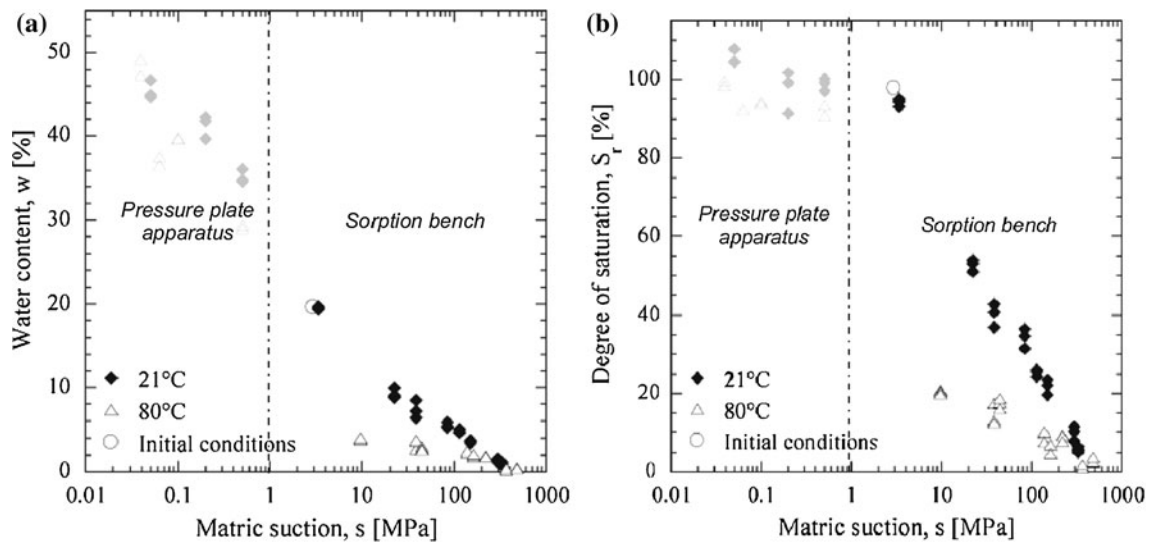 (a)
50
40
30
20
10
0
Water content, w [%]
Pressure plate
apparatus
Sorption bench
21°C
80°C
Initial conditions
0.01 0.1 1 10 100 1000
Matric suction, s [MPa]
(b)
100
80
60
40
20
0
Degree of saturation, Sr [%]
Pressure plate
apparatus
Sorption bench
21°C
80°C
Initial conditions
0.01 0.1 1 10 100 1000
Matric suction, s [MPa]